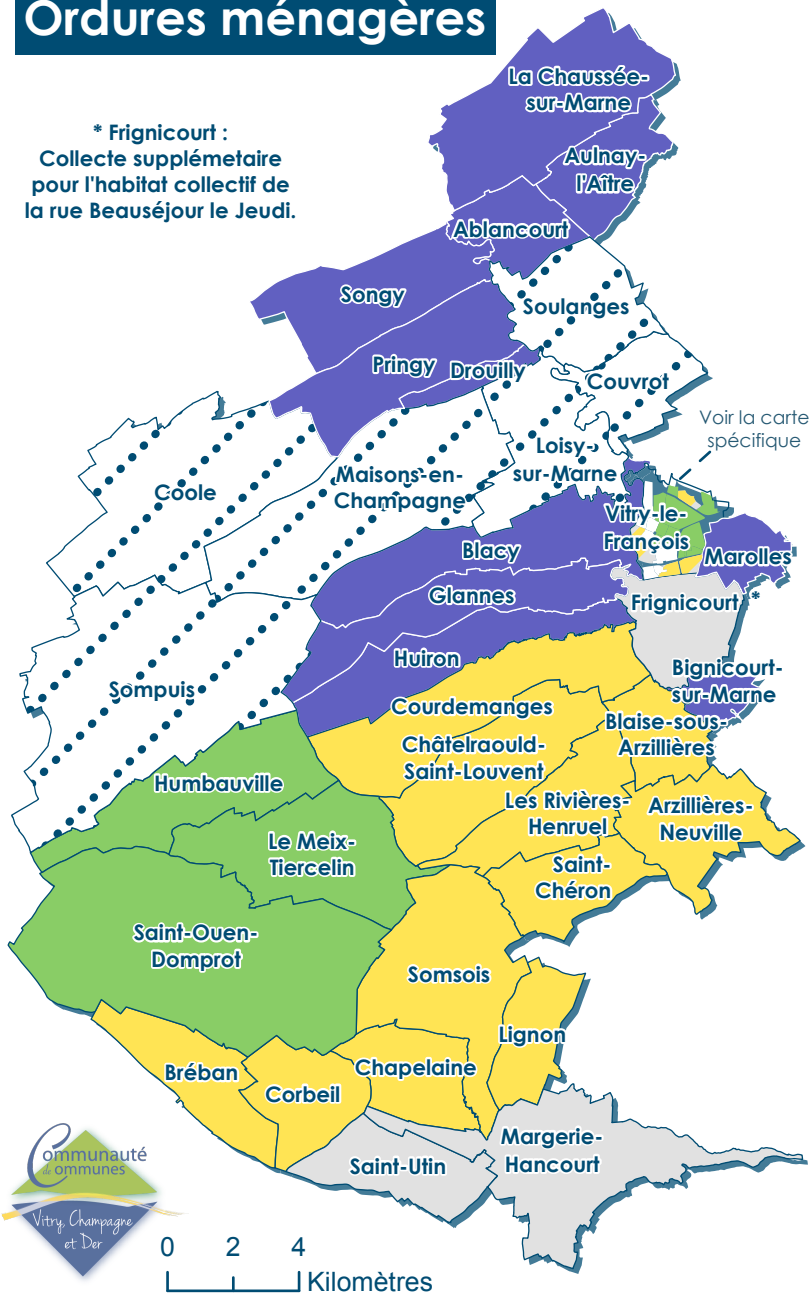 Ordures ménagères
* Frignicourt :
Collecte supplémetaire
pour l'habitat collectif de
la rue Beauséjour le Jeudi.
La Chaussée-
sur-Marne
Aulnay-
l'Aître
Ablancourt
Songy
Soulanges
Pringy
Drouilly
Couvrot
Voir la carte
spécifique
Loisy-
sur-Marne
Coole
Maisons-en-
Champagne
Vitry-le-
François
Blacy
Marolles
Glannes
Frignicourt *
Huiron
Bignicourt-
sur-Marne
Sompuis
Courdemanges
Blaise-sous-
Arzillières
Châtelraould-
Saint-Louvent
Humbauville
Les Rivières-
Henruel
Arzillières-
Neuville
Le Meix-
Tiercelin
Saint-
Chéron
Saint-Ouen-
Domprot
Somsois
Lignon
Bréban
Chapelaine
Corbeil
Margerie-
Hancourt
Saint-Utin
Communauté
de communes
Vitry, Champagne
et Der
0 2 4
Kilomètres